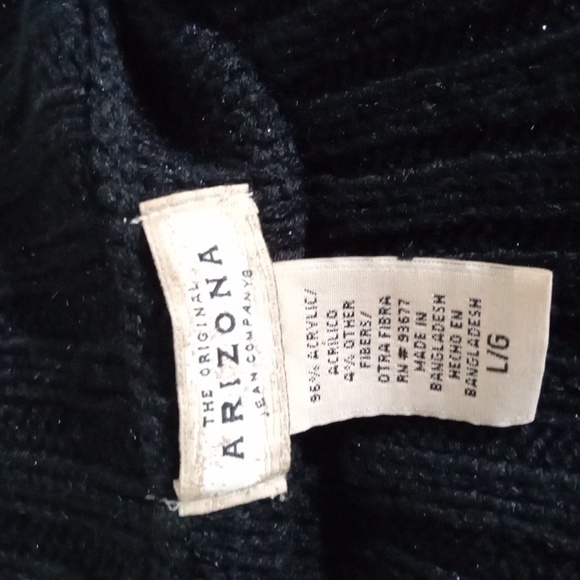 THE ORIGINAL
ARIZONA
JEAN COMPANY®
96% ACRYLIC/
ACRÍLICO
4% OTHER
FIBERS/
OTRA FIBRA
RN# 93677
MADE IN
BANGLADESH
HECHO EN
BANGLADESH
L/G